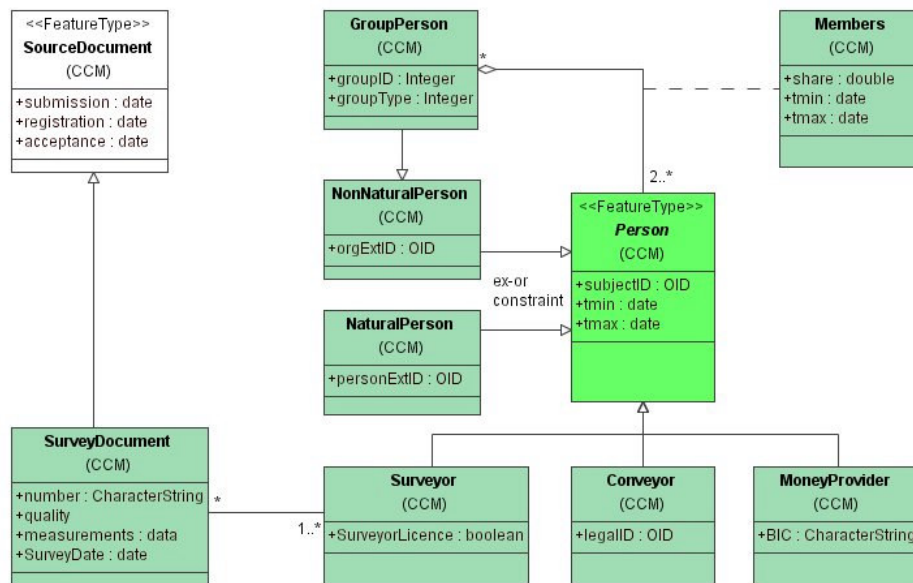 <<FeatureType>>
SourceDocument
(CCM)
+submission : date
+registration : date
+acceptance : date
GroupPerson
(CCM)
+groupID : Integer
+groupType : Integer
*
Members
(CCM)
+share : double
+tmin : date
+tmax : date
2..*
NonNaturalPerson
(CCM)
+orgExtID : OID
<<FeatureType>>
Person
(CCM)
+subjectID : OID
+tmin : date
+tmax : date
ex-or
constraint
NaturalPerson
(CCM)
+personExtID : OID
SurveyDocument
(CCM)
+number : CharacterString
+quality
+measurements : data
+SurveyDate : date
*
1..*
Surveyor
(CCM)
+SurveyorLicence : boolean
Conveyor
(CCM)
+legalID : OID
MoneyProvider
(CCM)
+BIC : CharacterString